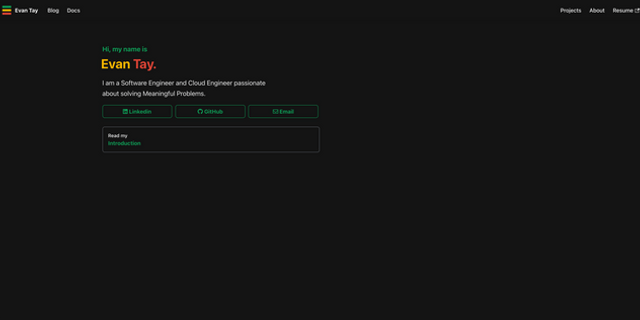 Evan Tay Blog Docs Projects About Resume
Hi, my name is
Evan Tay.
I am a Software Engineer and Cloud Engineer passionate
about solving Meaningful Problems.
LinkedIn GitHub Email
Read my
Introduction